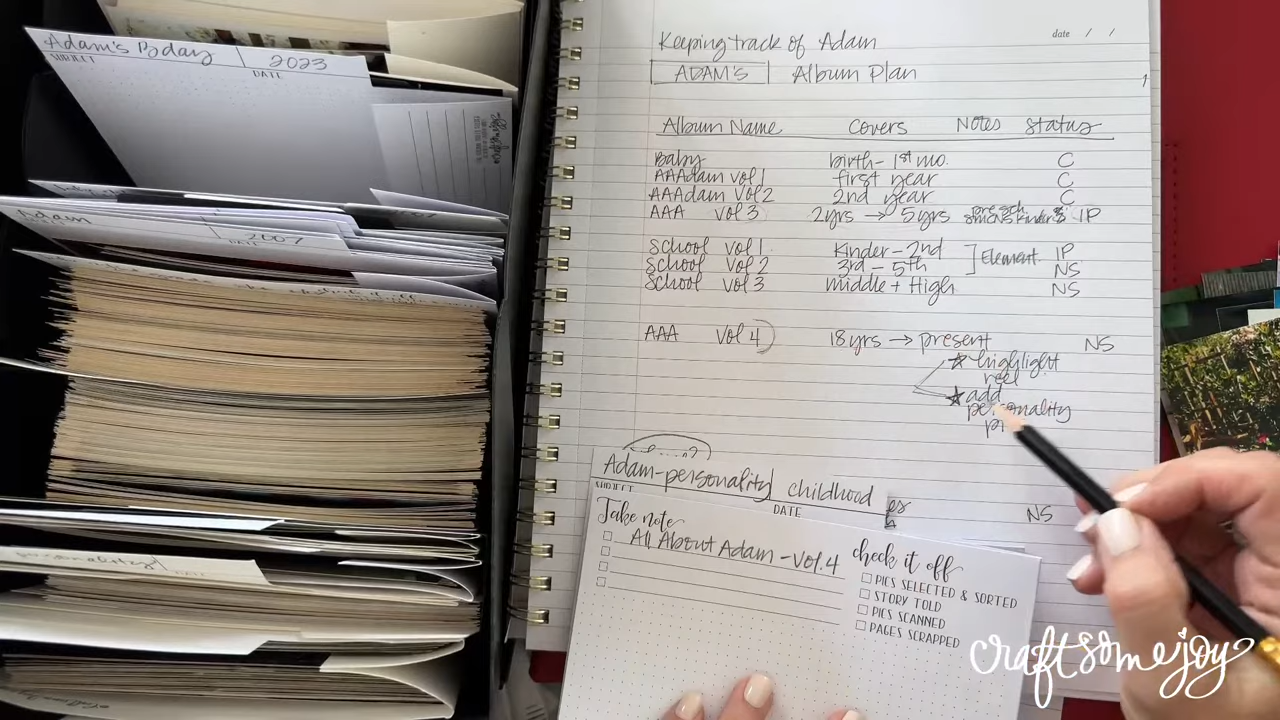 Adam's Bday | 2023
SUBJECT
DATE
Adam
2007
DATE
personality
Keeping track of Adam
date / /
ADAM'S Album Plan
Album Name Covers Notes Status
Baby birth - 1st mo. C
AAAdam vol 1 first year C
AAAdam Vol 2 2nd year C
AAA Vol 3 2yrs → 5yrs IP
School Vol 1 Kinder - 2nd ] Element. IP
School Vol 2 3rd - 5th NS
School Vol 3 middle + High NS
AAA Vol 4 18yrs → present NS
☆ highlight
reel
★ add
personality
NS
Adam-personality childhood
SUBJECT
DATE
Take note
All About Adam - Vol. 4
check it off
PICS SELECTED & SORTED
STORY TOLD
PICS SCANNED
PAGES SCRAPPED
craftsomejoy